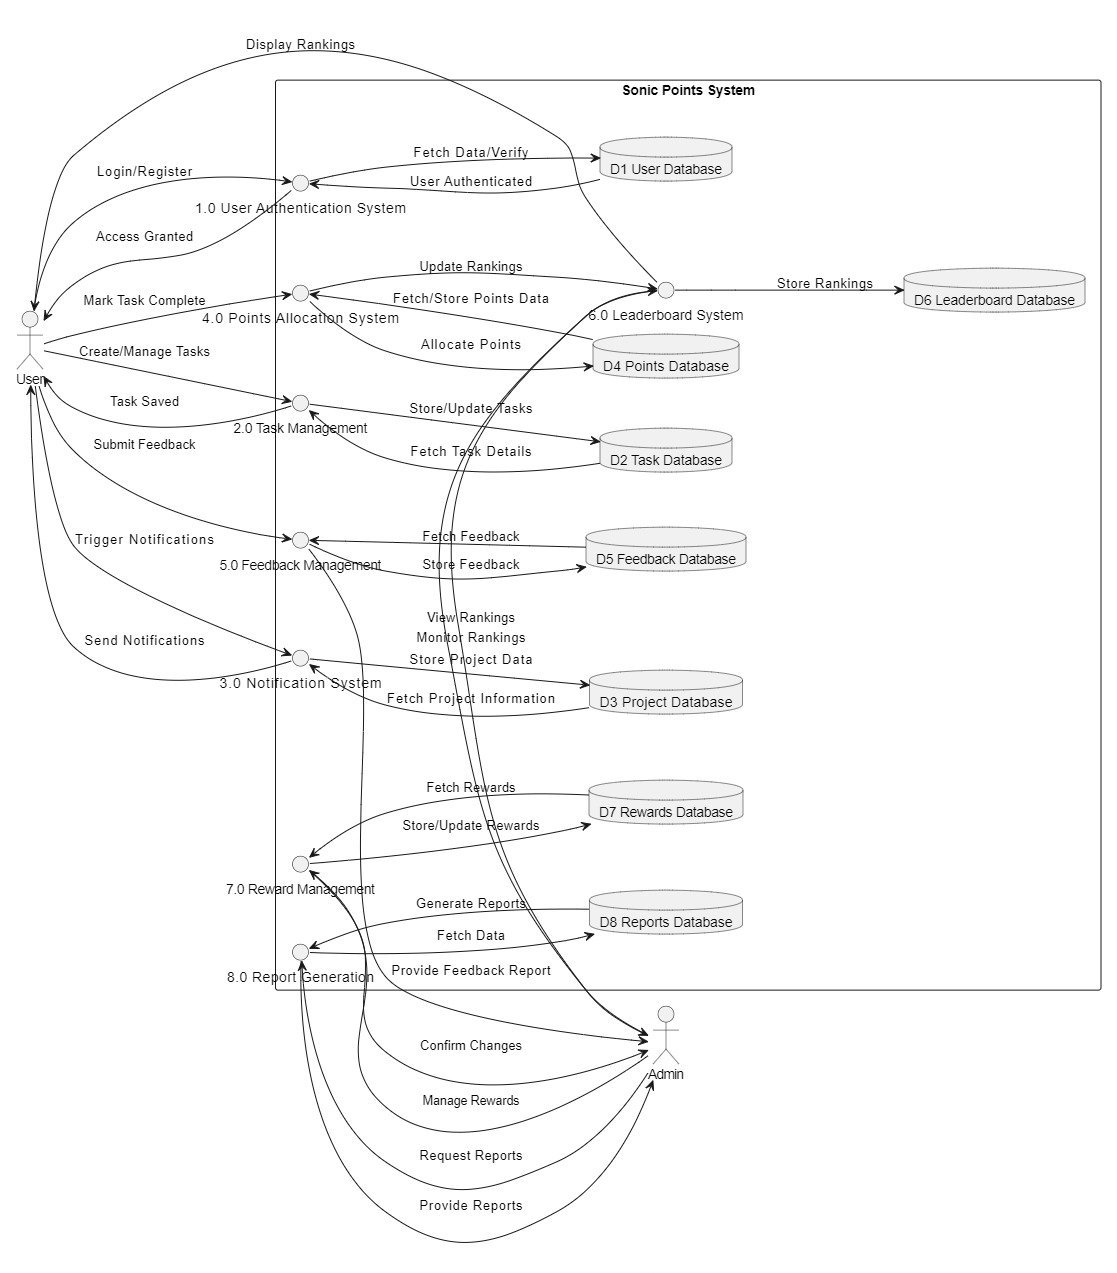 Display Rankings
Sonic Points System
Fetch Data/Verify
D1 User Database
Login/Register
User Authenticated
1.0 User Authentication System
Access Granted
Update Rankings
Store Rankings
Mark Task Complete
Fetch/Store Points Data
D6 Leaderboard Database
4.0 Points Allocation System
6.0 Leaderboard System
Create/Manage Tasks
Allocate Points
D4 Points Database
User
Task Saved
Store/Update Tasks
2.0 Task Management
Submit Feedback
Fetch Task Details
D2 Task Database
Trigger Notifications
Fetch Feedback
5.0 Feedback Management
Store Feedback
D5 Feedback Database
View Rankings
Monitor Rankings
Send Notifications
Store Project Data
3.0 Notification System
Fetch Project Information
D3 Project Database
Fetch Rewards
D7 Rewards Database
Store/Update Rewards
7.0 Reward Management
Generate Reports
D8 Reports Database
Fetch Data
8.0 Report Generation
Provide Feedback Report
Confirm Changes
Admin
Manage Rewards
Request Reports
Provide Reports